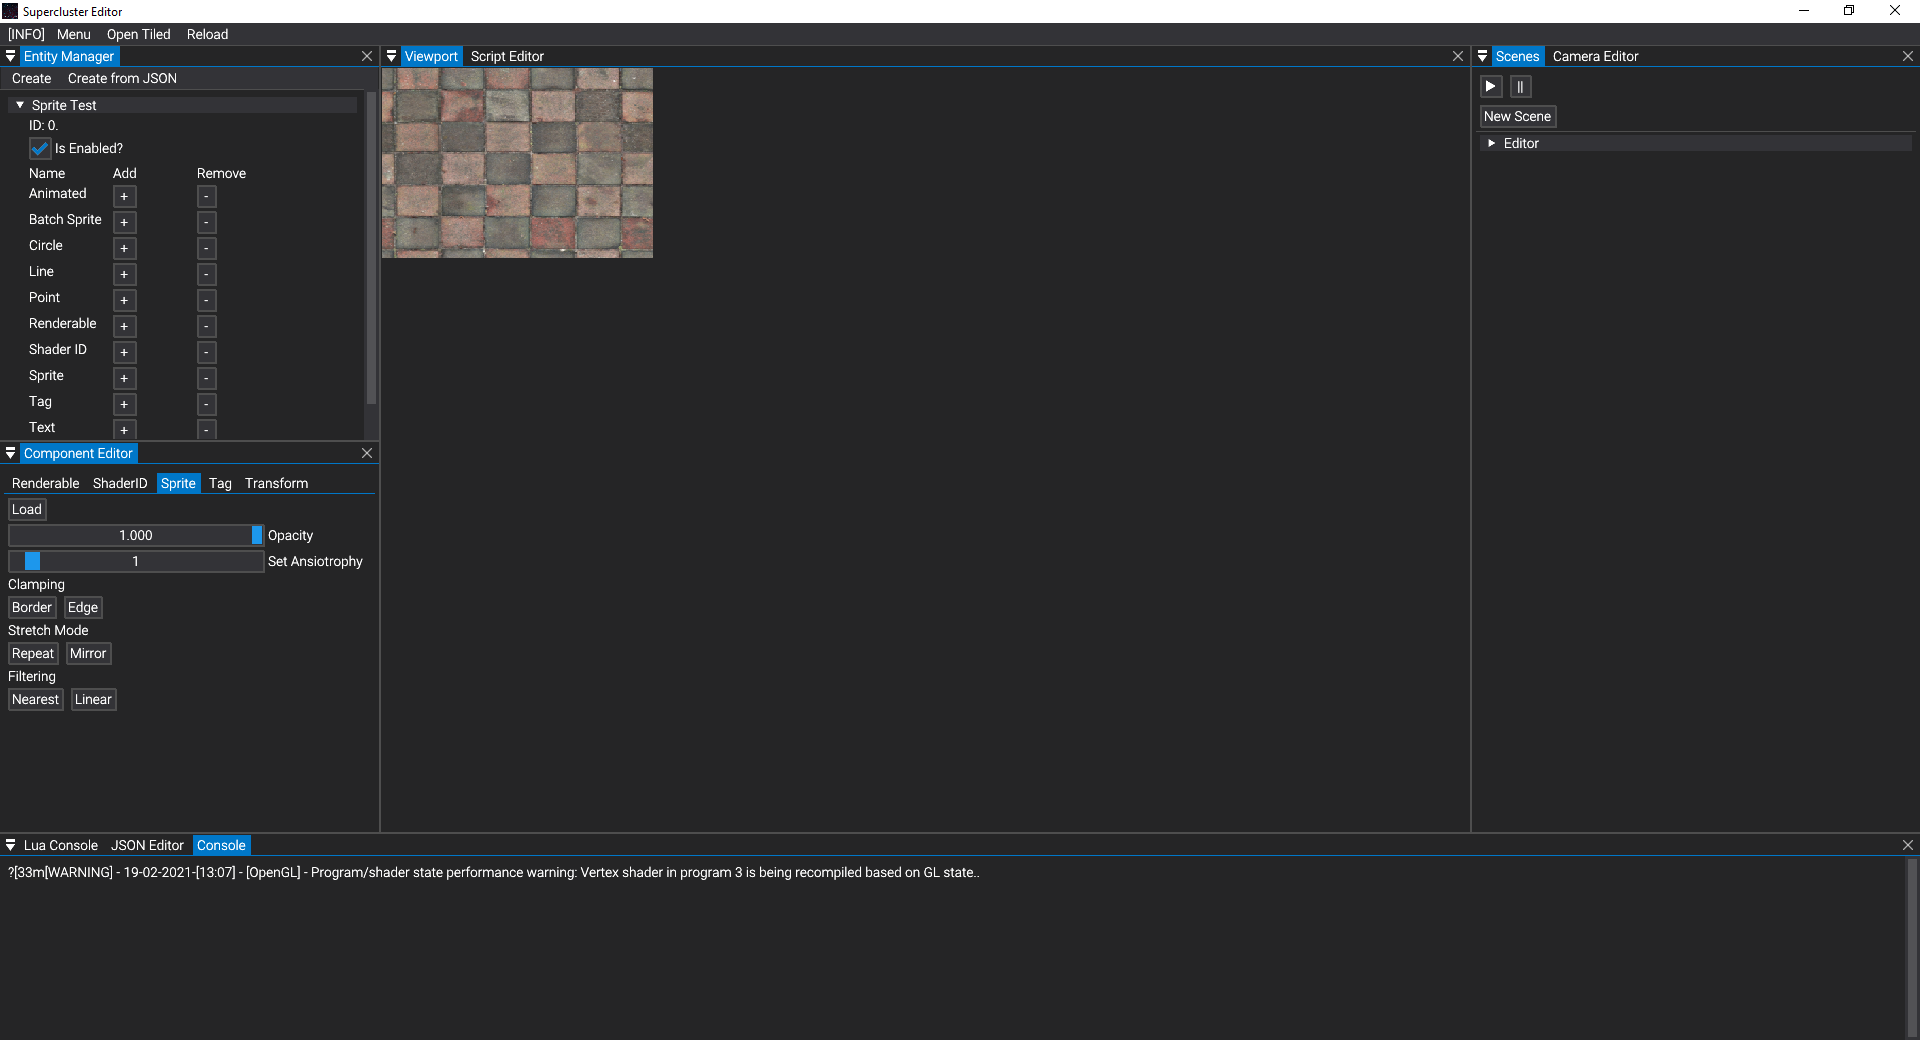 Supercluster Editor
[INFO] Menu Open Tiled Reload
Entity Manager
Create Create from JSON
Sprite Test
ID: 0.
Is Enabled?
Name Add Remove
Animated + -
Batch Sprite + -
Circle + -
Line + -
Point + -
Renderable + -
Shader ID + -
Sprite + -
Tag + -
Text + -
Component Editor
Renderable ShaderID Sprite Tag Transform
Load
1.000 Opacity
1 Set Ansiotrophy
Clamping
Border Edge
Stretch Mode
Repeat Mirror
Filtering
Nearest Linear
Viewport Script Editor
Scenes Camera Editor
New Scene
Editor
Lua Console JSON Editor Console
?[33m[WARNING] - 19-02-2021-[13:07] - [OpenGL] - Program/shader state performance warning: Vertex shader in program 3 is being recompiled based on GL state..